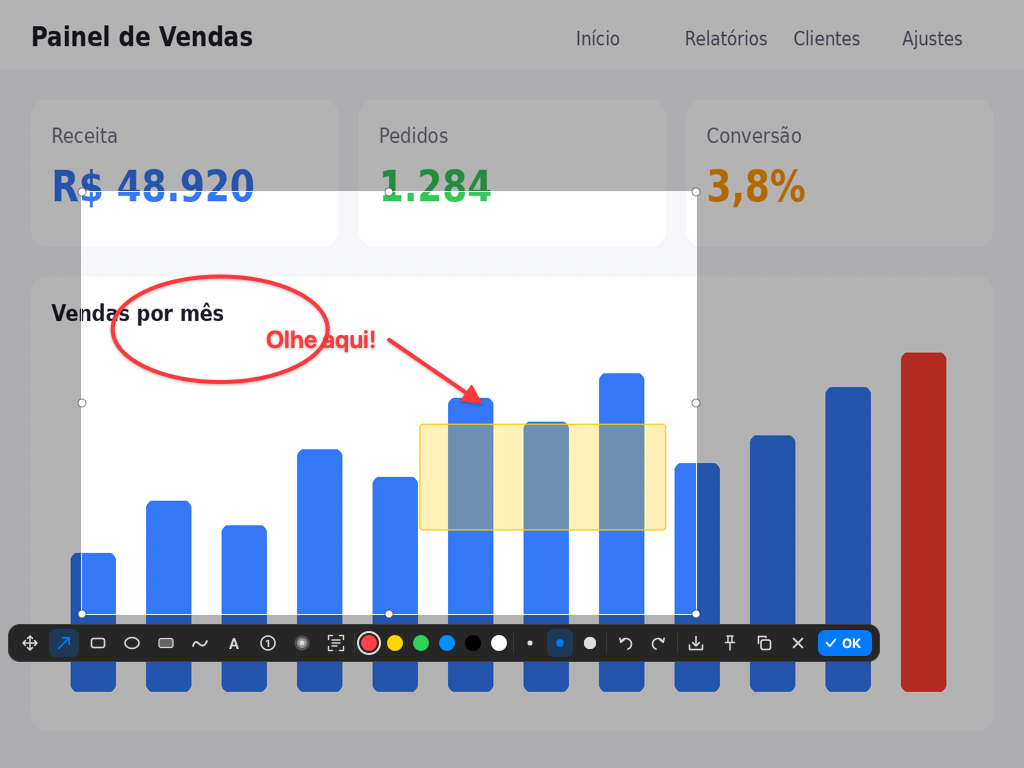 Painel de Vendas
Início Relatórios Clientes Ajustes
Receita Pedidos Conversão
R$ 48.920 1.284 3,8%
Vendas por mês
Olhe aqui!
A 1 OK